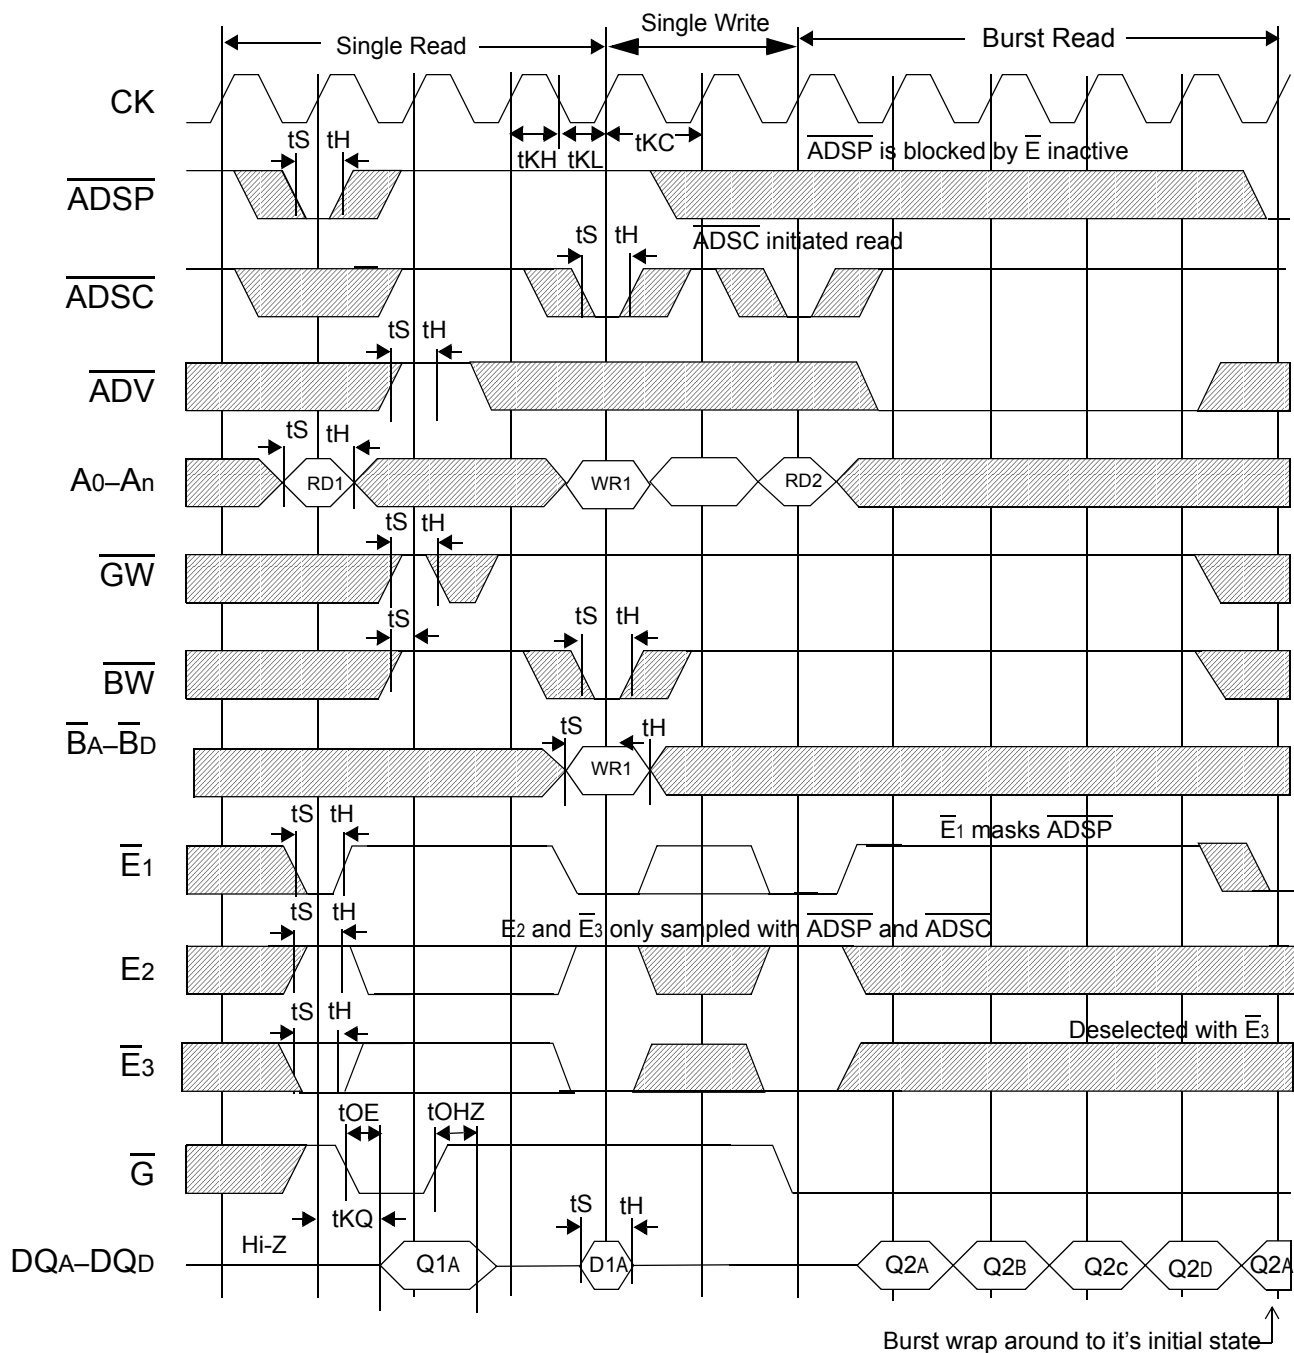 Single Read
Single Write
Burst Read
CK
tS
tH
tKH
tKL
tKC
ADSP is blocked by E inactive
ADSP
tS
tH
ADSC initiated read
ADSC
tS
tH
ADV
tS
tH
A0–An
RD1
WR1
RD2
tS
tH
GW
tS
tS
tH
BW
tS
tH
BA–BD
WR1
tS
tH
E1 masks ADSP
E1
tS
tH
E2 and E3 only sampled with ADSP and ADSC
E2
tS
tH
Deselected with E3
E3
tOE
tOHZ
G
tKQ
tS
tH
Hi-Z
DQA–DQD
Q1A
D1A
Q2A
Q2B
Q2c
Q2D
Q2A
Burst wrap around to it's initial state